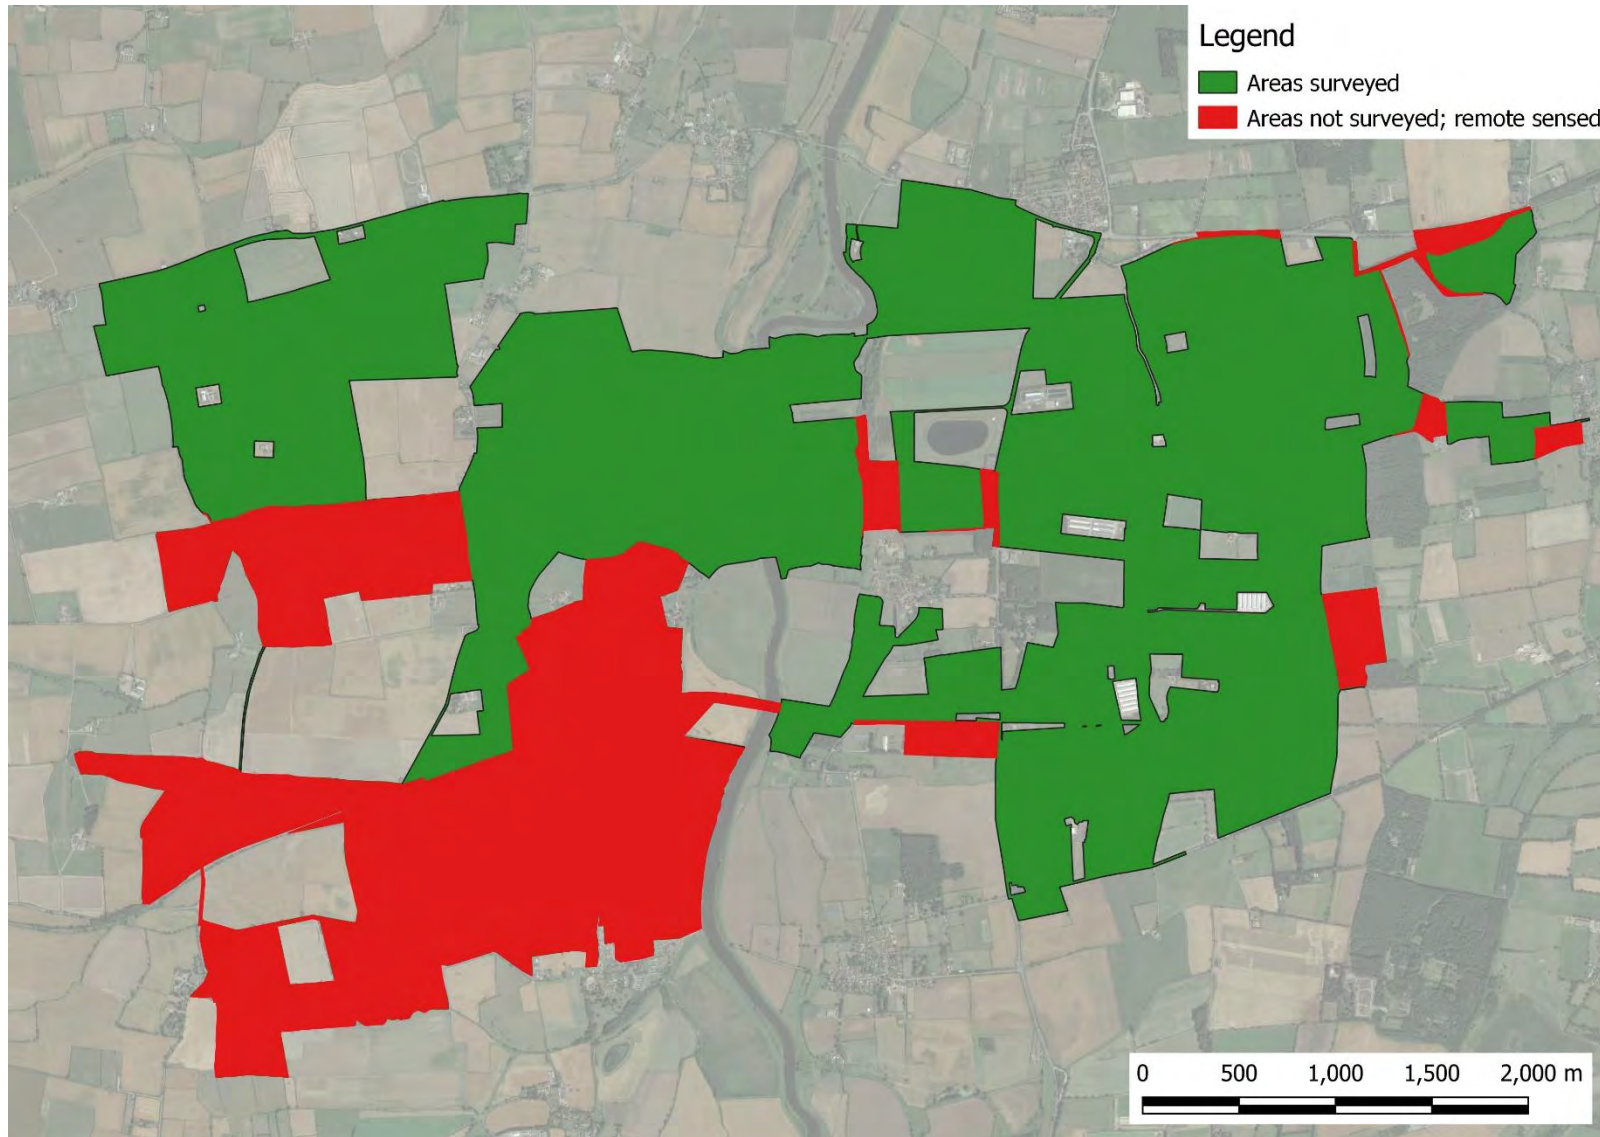 Legend
Areas surveyed
Areas not surveyed; remote sensed
0 500 1,000 1,500 2,000 m